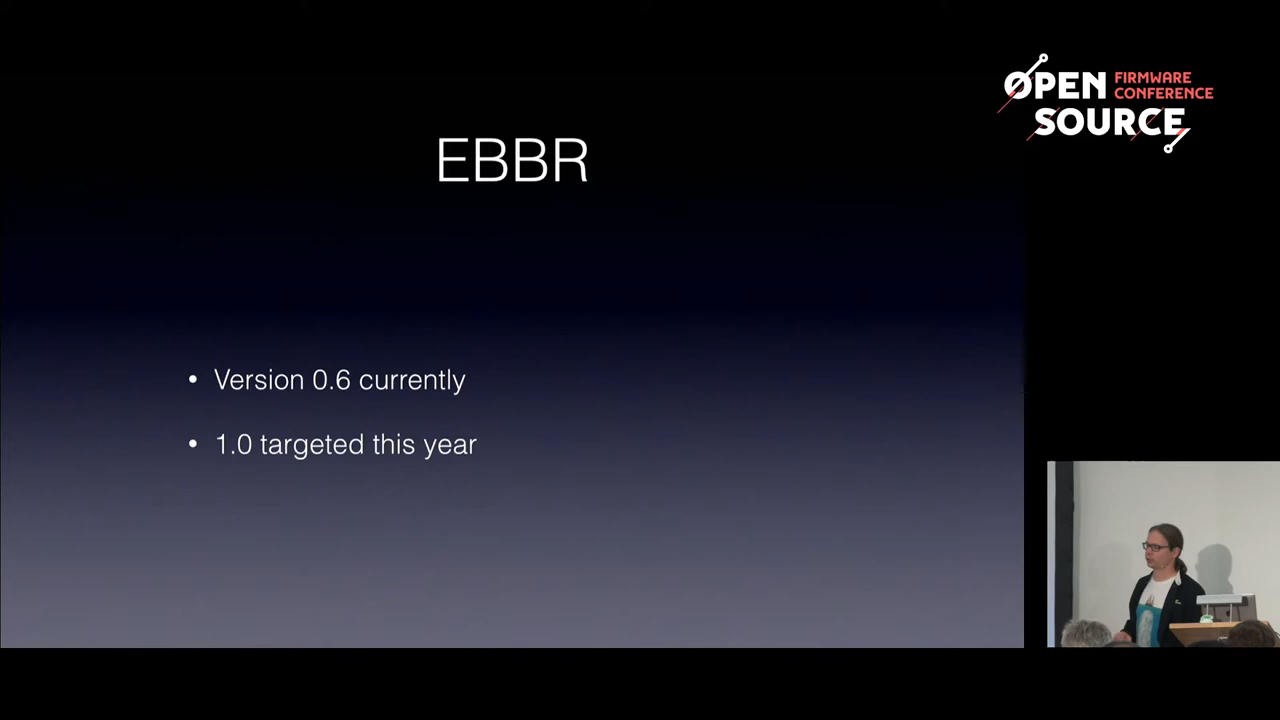 OPEN FIRMWARE
CONFERENCE
SOURCE
EBBR
• Version 0.6 currently
• 1.0 targeted this year